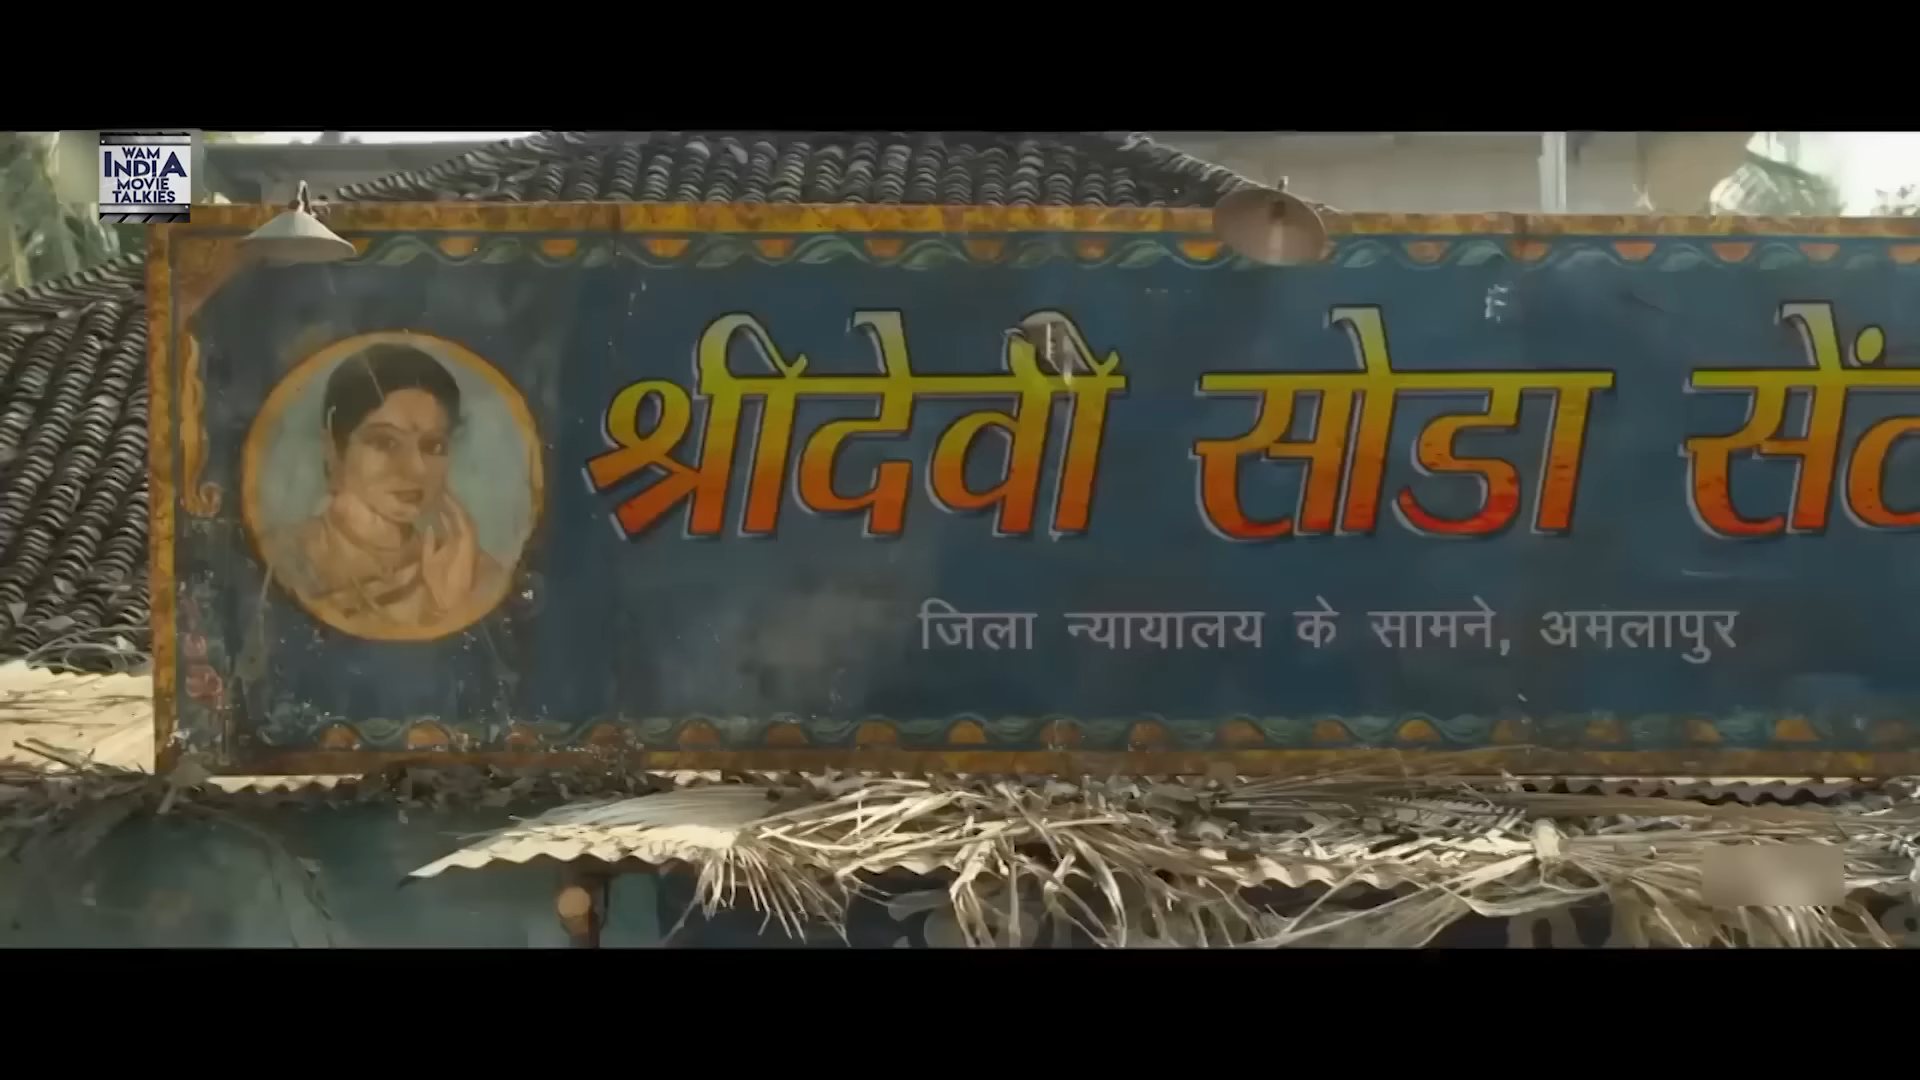 WAM
INDIA
MOVIE
TALKIES
श्रीदेवी सोडा
जिला न्यायालय के सामने, अमलापुर